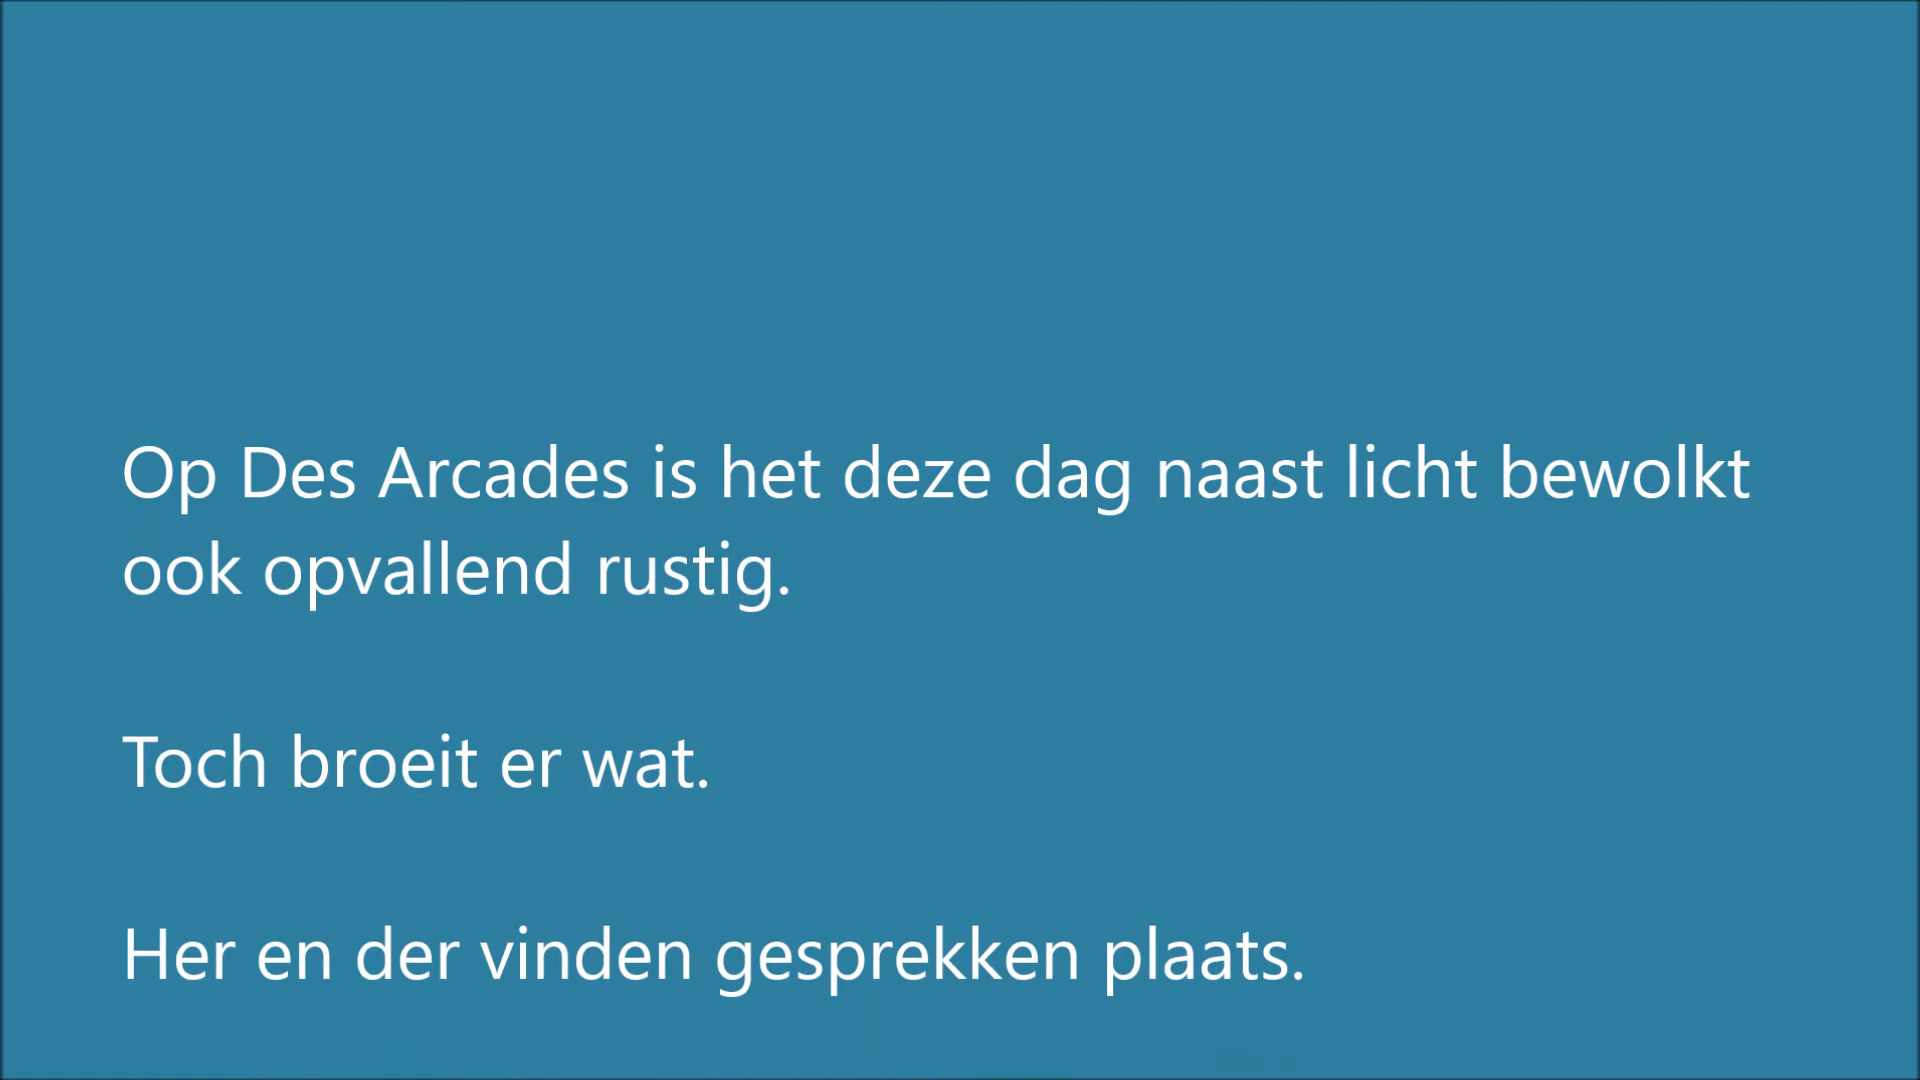 Op Des Arcades is het deze dag naast licht bewolkt
ook opvallend rustig.
Toch broeit er wat.
Her en der vinden gesprekken plaats.